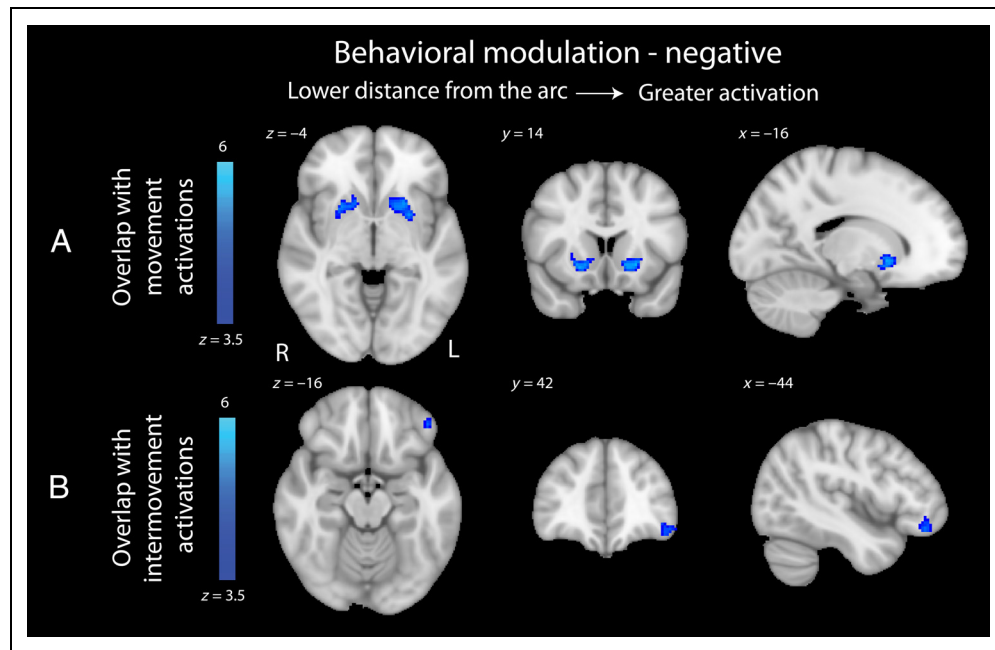 Behavioral modulation - negative
Lower distance from the arc ⟶ Greater activation
A
Overlap with
movement
activations
6
z = 3.5
z = –4
y = 14
x = –16
R
L
B
Overlap with
intermovement
activations
6
z = 3.5
z = –16
y = 42
x = –44